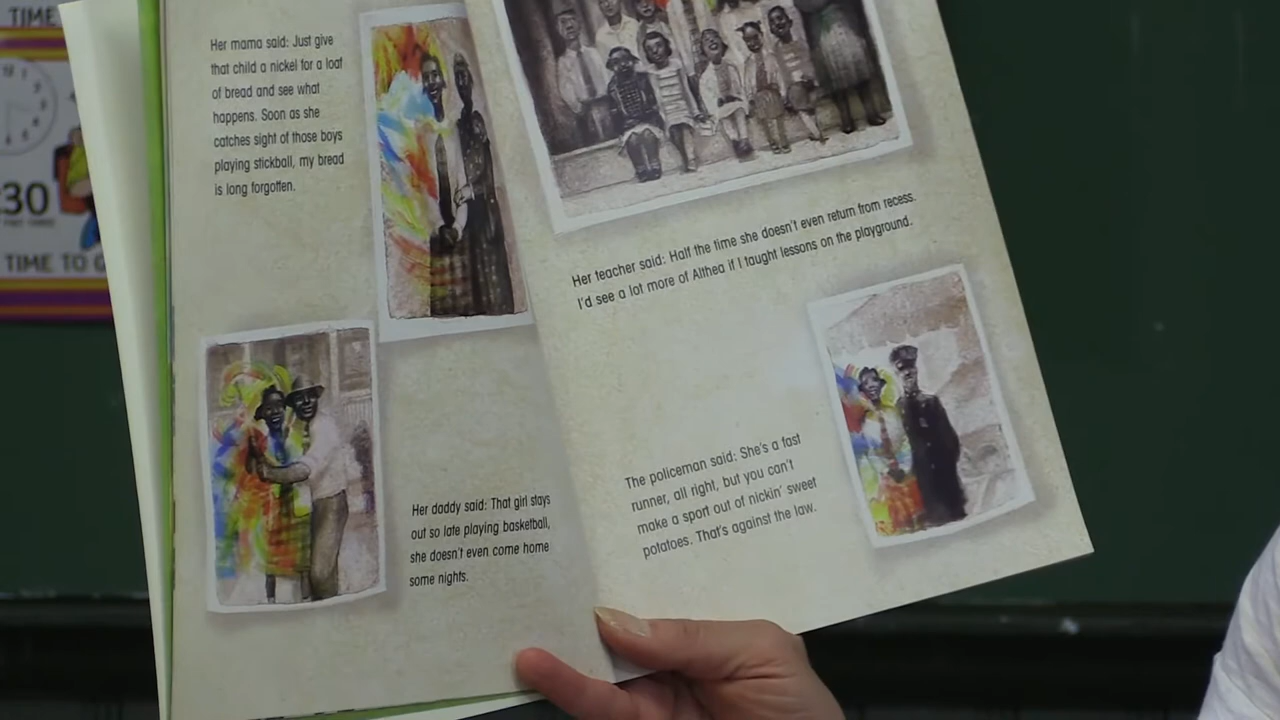 TIME
30
TIME TO
Her mama said: Just give
that child a nickel for a loaf
of bread and see what
happens. Soon as she
catches sight of those boys
playing stickball, my bread
is long forgotten.
Her daddy said: That girl stays
out so late playing basketball,
she doesn't even come home
some nights.
Her teacher said: Half the time she doesn't even return from recess.
I'd see a lot more of Althea if I taught lessons on the playground.
The policeman said: She's a fast
runner, all right, but you can't
make a sport out of nickin' sweet
potatoes. That's against the law.